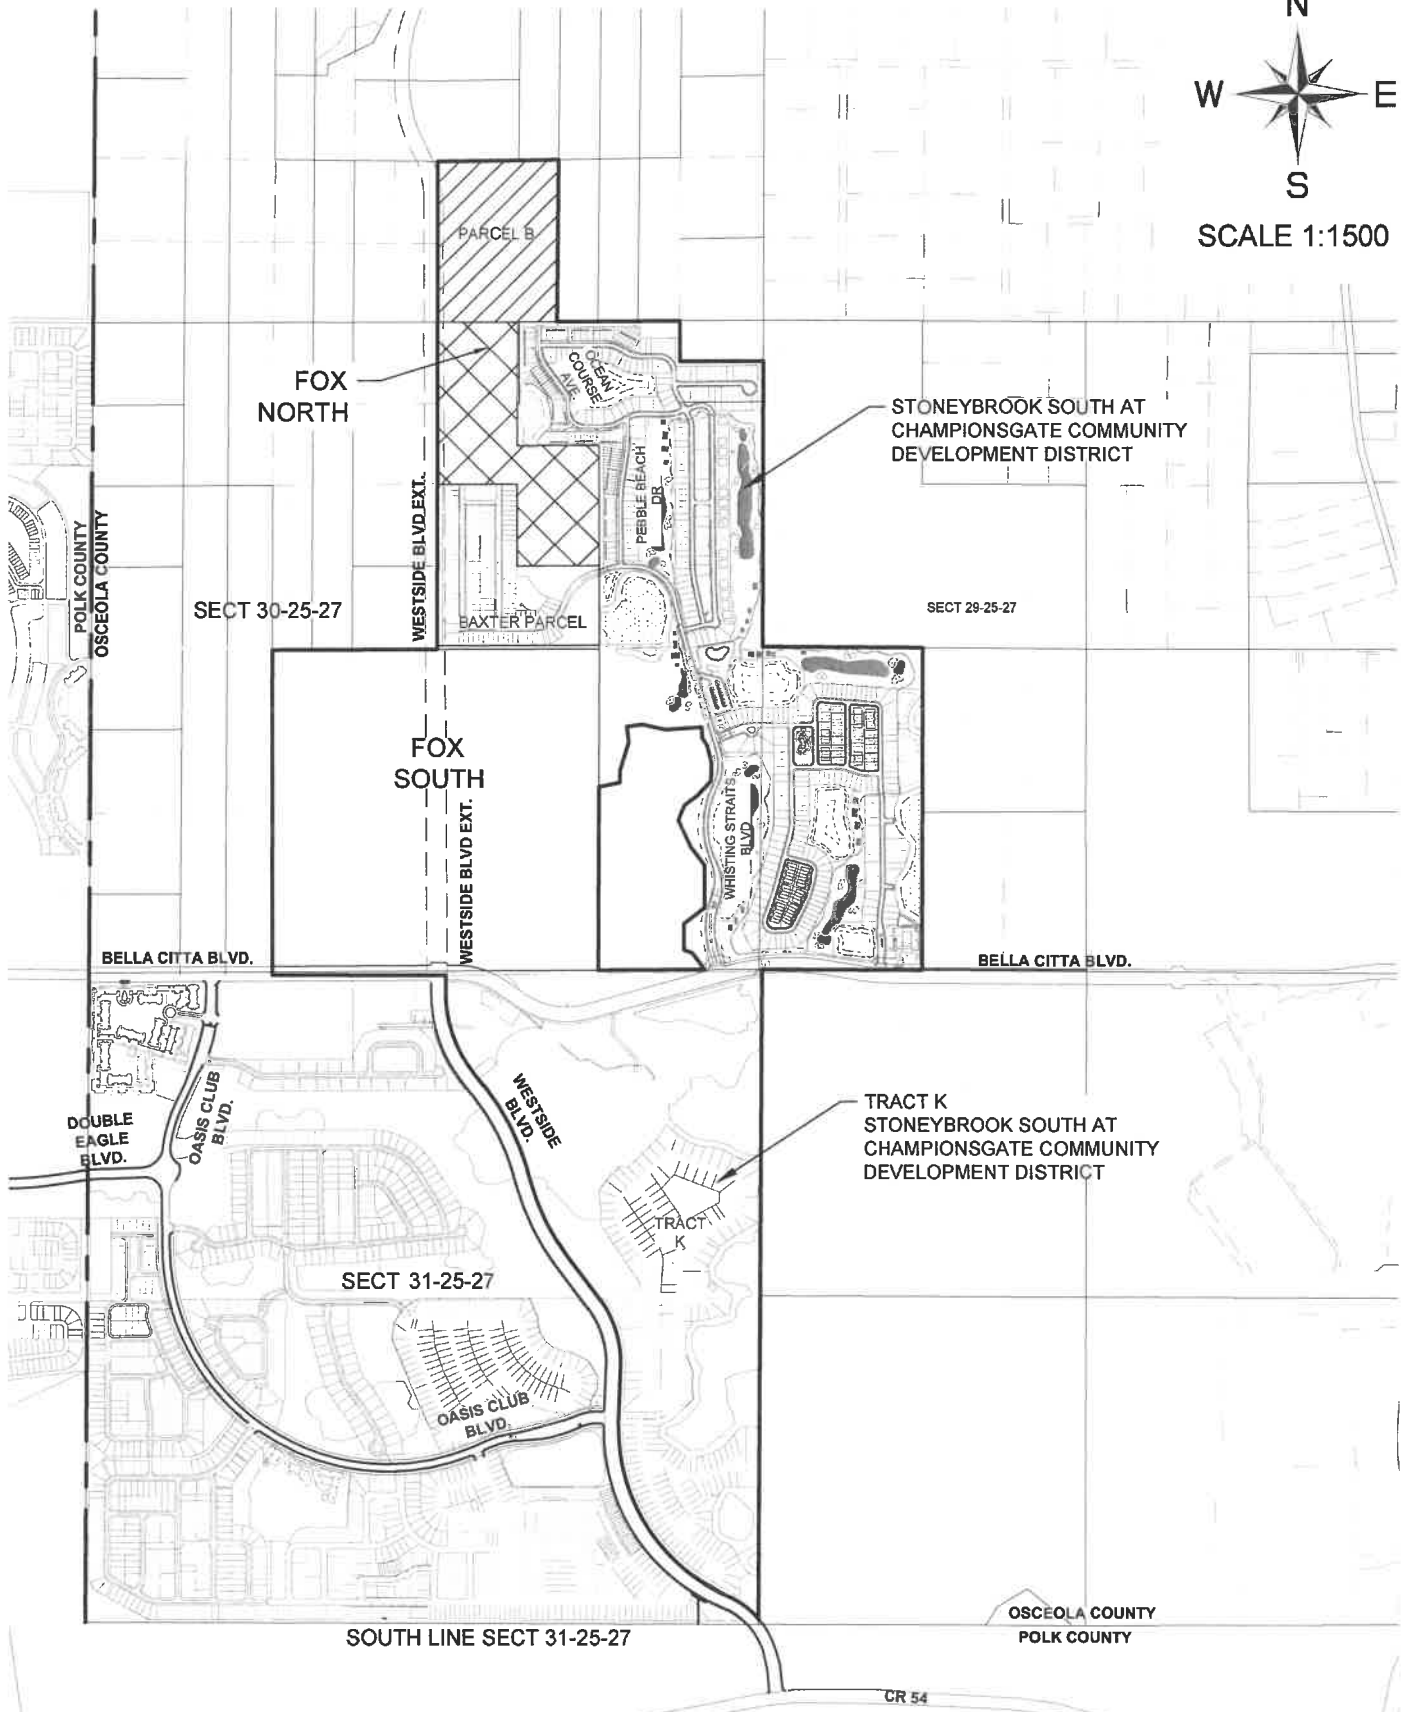 N
W E
S
SCALE 1:1500
PARCEL B
FOX
NORTH
OCEAN
COURSE
AVE.
STONEYBROOK SOUTH AT
CHAMPIONSGATE COMMUNITY
DEVELOPMENT DISTRICT
PEBBLE BEACH
DR
WESTSIDE BLVD EXT.
POLK COUNTY
OSCEOLA COUNTY
SECT 30-25-27
BAXTER PARCEL
SECT 29-25-27
FOX
SOUTH
WESTSIDE BLVD EXT.
WHISTING STRAITS
BLVD
BELLA CITTA BLVD.
BELLA CITTA BLVD.
WESTSIDE
BLVD.
OASIS CLUB
BLVD.
DOUBLE
EAGLE
BLVD.
TRACT K
STONEYBROOK SOUTH AT
CHAMPIONSGATE COMMUNITY
DEVELOPMENT DISTRICT
TRACT
K
SECT 31-25-27
OASIS CLUB
BLVD.
OSCEOLA COUNTY
POLK COUNTY
SOUTH LINE SECT 31-25-27
CR 54